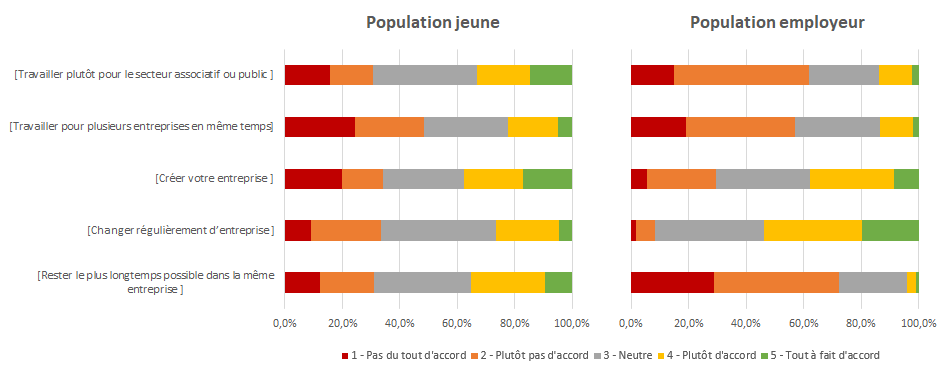 Population jeune
Population employeur
[Travailler plutôt pour le secteur associatif ou public ]
[Travailler pour plusieurs entreprises en même temps]
[Créer votre entreprise ]
[Changer régulièrement d'entreprise ]
[Rester le plus longtemps possible dans la même
entreprise ]
0,0% 20,0% 40,0% 60,0% 80,0% 100,0%
0,0% 20,0% 40,0% 60,0% 80,0% 100,0%
1 - Pas du tout d'accord 2 - Plutôt pas d'accord 3 - Neutre 4 - Plutôt d'accord 5 - Tout à fait d'accord